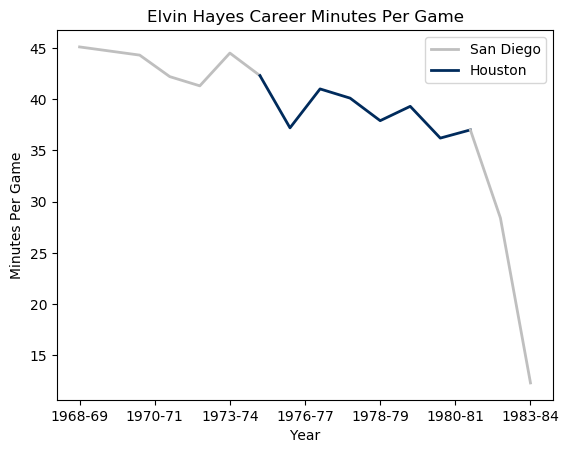 Elvin Hayes Career Minutes Per Game
San Diego
Houston
Minutes Per Game
45
40
35
30
25
20
15
1968-69 1970-71 1973-74 1976-77 1978-79 1980-81 1983-84
Year